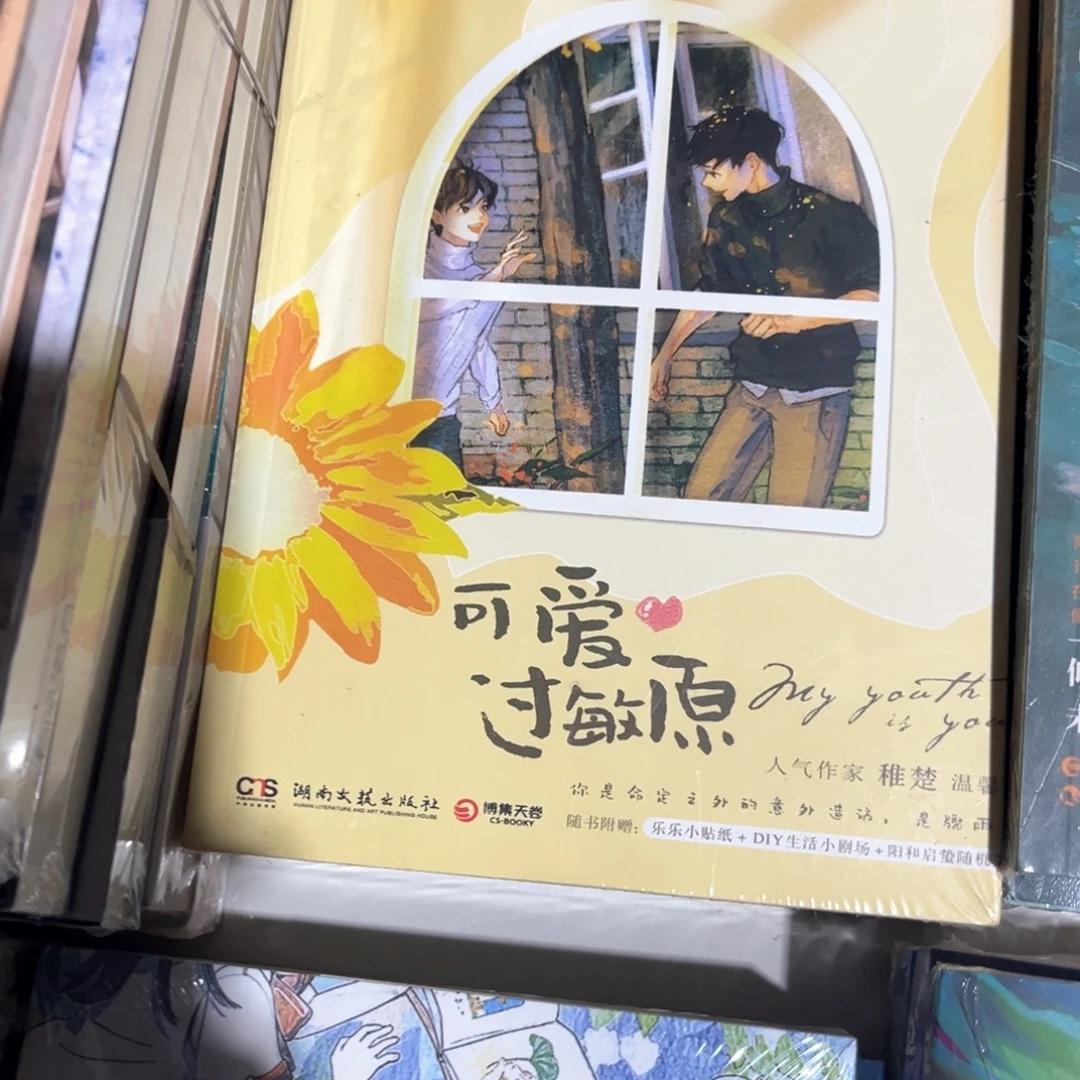 可爱
过敏原
My youth
is you
人气作家 稚楚 温馨
你是命定之外的意外造访，是骤雨
随书附赠：乐乐小贴纸 + DIY生活小剧场 + 阳和启蛰随机
CNS
湖南文艺出版社
HUNAN LITERATURE AND ART PUBLISHING HOUSE
博集天卷
CS-BOOKY